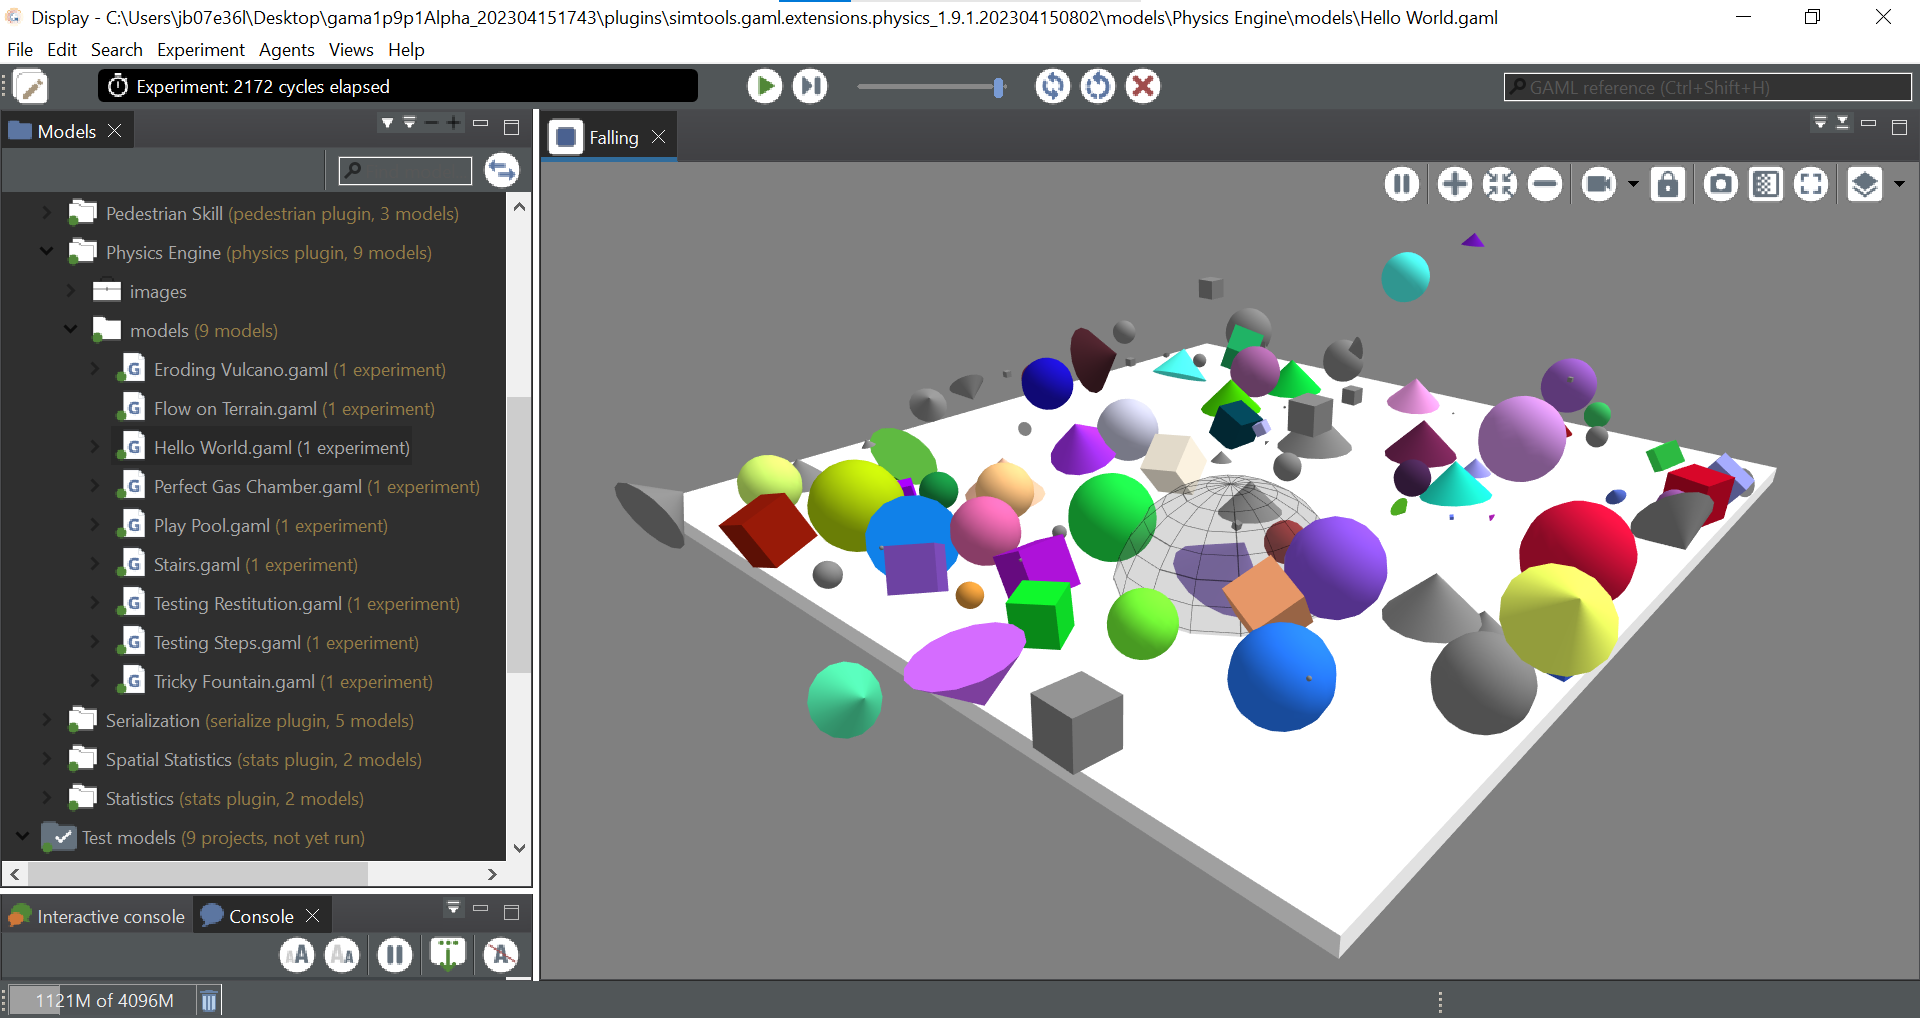 Display - C:\Users\jb07e36l\Desktop\gama1p9p1Alpha_202304151743\plugins\simtools.gaml.extensions.physics_1.9.1.202304150802\models\Physics Engine\models\Hello World.gaml
File Edit Search Experiment Agents Views Help
Experiment: 2172 cycles elapsed
GAML reference (Ctrl+Shift+H)
Models
Falling
Pedestrian Skill (pedestrian plugin, 3 models)
Physics Engine (physics plugin, 9 models)
images
models (9 models)
G Eroding Vulcano.gaml (1 experiment)
G Flow on Terrain.gaml (1 experiment)
G Hello World.gaml (1 experiment)
G Perfect Gas Chamber.gaml (1 experiment)
G Play Pool.gaml (1 experiment)
G Stairs.gaml (1 experiment)
G Testing Restitution.gaml (1 experiment)
G Testing Steps.gaml (1 experiment)
G Tricky Fountain.gaml (1 experiment)
Serialization (serialize plugin, 5 models)
Spatial Statistics (stats plugin, 2 models)
Statistics (stats plugin, 2 models)
Test models (9 projects, not yet run)
Interactive console
Console
AA AA A
1121M of 4096M